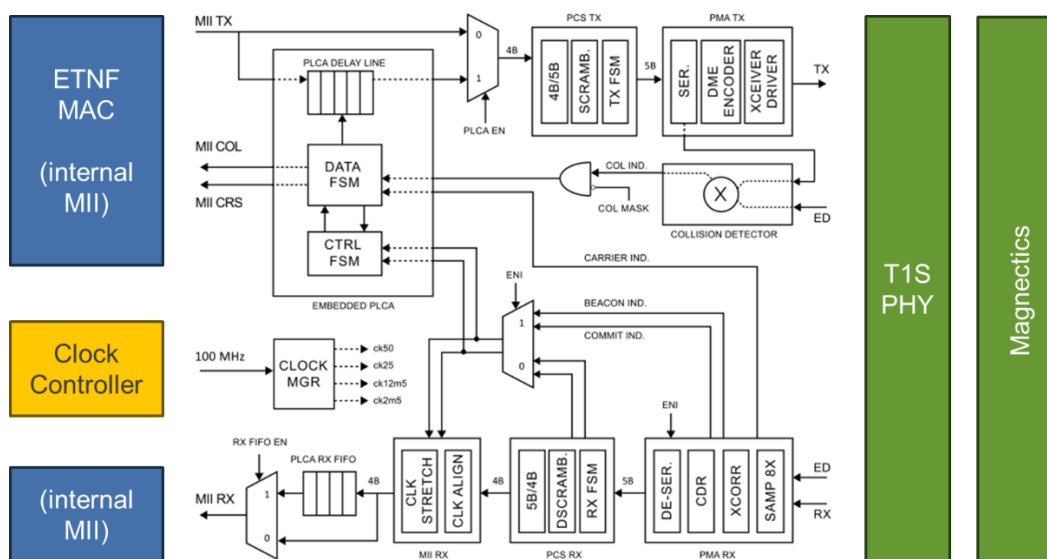 ETNF
MAC
(internal
MII)
Clock
Controller
(internal
MII)
MII TX
PLCA DELAY LINE
0
1
PLCA EN
4B
PCS TX
4B/5B
SCRAMB.
TX FSM
5B
PMA TX
SER.
DME
ENCODER
XCEIVER
DRIVER
TX
MII COL
MII CRS
DATA
FSM
CTRL
FSM
EMBEDDED PLCA
COL IND.
COL MASK
X
ED
COLLISION DETECTOR
CARRIER IND.
ENI
BEACON IND.
COMMIT IND.
1
0
100 MHz
CLOCK
MGR
ck50
ck25
ck12m5
ck2m5
RX FIFO EN
PLCA RX FIFO
MII RX
1
0
4B
CLK
STRETCH
CLK ALIGN
MII RX
4B
5B/4B
DSCRAMB.
RX FSM
PCS RX
5B
ENI
DE-SER.
CDR
XCORR
SAMP 8X
PMA RX
ED
RX
T1S
PHY
Magnectics